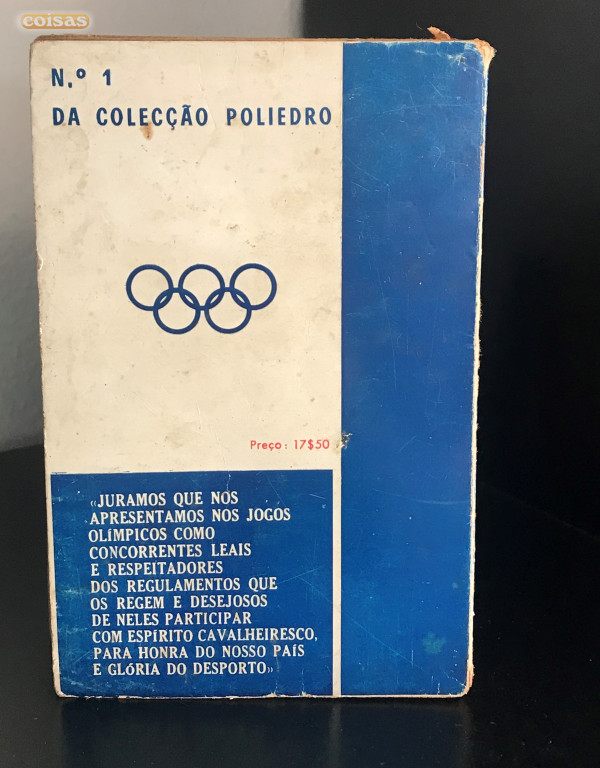 coisas
N.º 1
DA COLECÇÃO POLIEDRO
Preço: 17$50
«JURAMOS QUE NOS
APRESENTAMOS NOS JOGOS
OLÍMPICOS COMO
CONCORRENTES LEAIS
E RESPEITADORES
DOS REGULAMENTOS QUE
OS REGEM E DESEJOSOS
DE NELES PARTICIPAR
COM ESPÍRITO CAVALHEIRESCO,
PARA HONRA DO NOSSO PAÍS
E GLÓRIA DO DESPORTO»